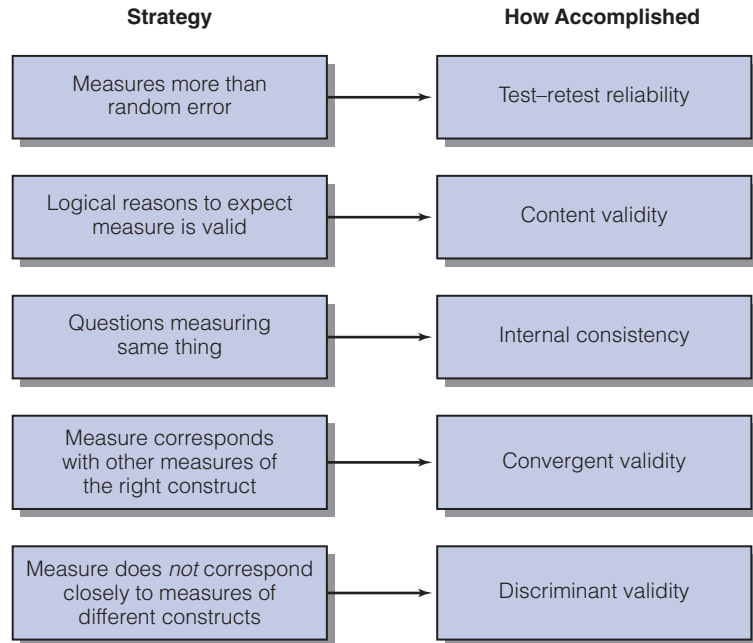 Strategy
How Accomplished
Measures more than
random error
Test–retest reliability
Logical reasons to expect
measure is valid
Content validity
Questions measuring
same thing
Internal consistency
Measure corresponds
with other measures of
the right construct
Convergent validity
Measure does not correspond
closely to measures of
different constructs
Discriminant validity